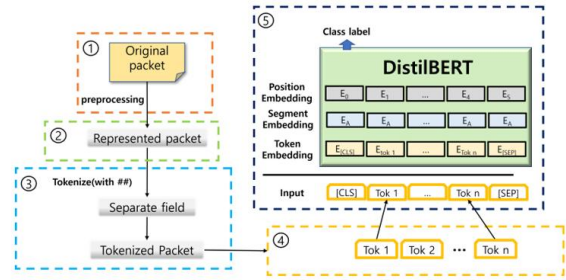 ①
Original
packet
preprocessing
②
Represented packet
③
Tokenize(with ##)
Separate field
Tokenized Packet
④
Tok 1 Tok 2 ••• Tok n
⑤
Class label
DistilBERT
Position
Embedding
E0 E1 ... E4 E5
Segment
Embedding
EA EA ... EA EA
Token
Embedding
E[CLS] Etok 1 ... ETok n E[SEP]
Input [CLS] Tok 1 ... Tok n [SEP]